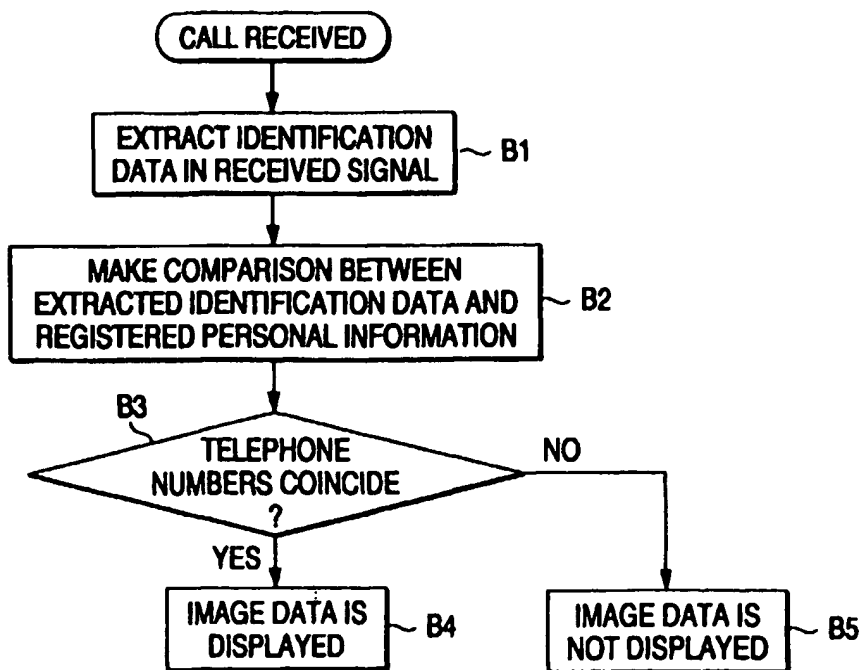 CALL RECEIVED
EXTRACT IDENTIFICATION
DATA IN RECEIVED SIGNAL
B1
MAKE COMPARISON BETWEEN
EXTRACTED IDENTIFICATION DATA AND
REGISTERED PERSONAL INFORMATION
B2
B3
TELEPHONE
NUMBERS COINCIDE
?
NO
YES
IMAGE DATA IS
DISPLAYED
B4
IMAGE DATA IS
NOT DISPLAYED
B5